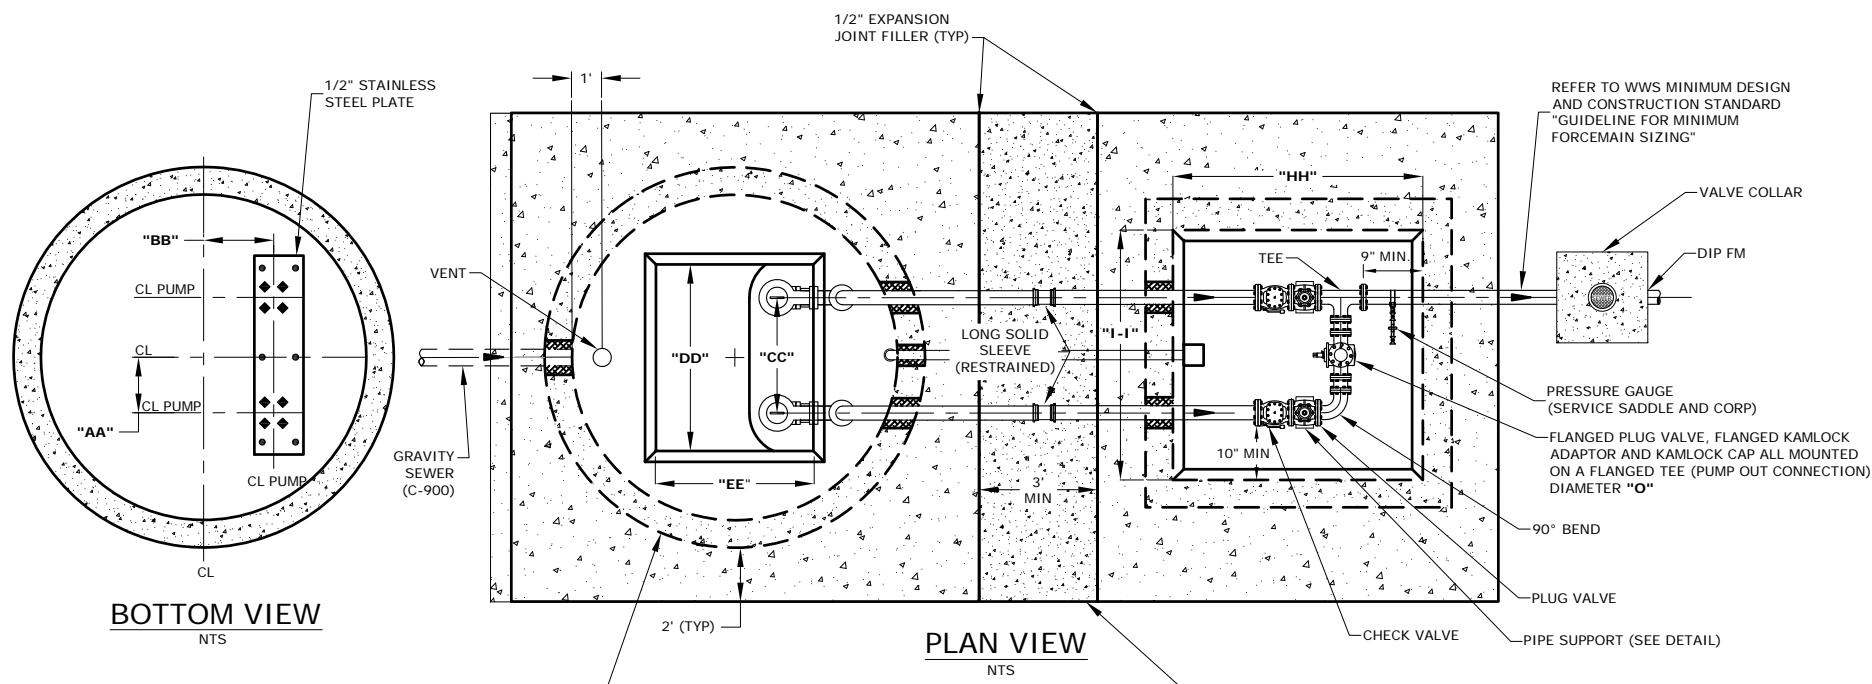 1/2" EXPANSION
JOINT FILLER (TYP)
1'
1/2" STAINLESS
STEEL PLATE
REFER TO WWS MINIMUM DESIGN
AND CONSTRUCTION STANDARD
"GUIDELINE FOR MINIMUM
FORCEMAIN SIZING"
"HH"
VALVE COLLAR
"BB"
VENT
TEE
9" MIN.
DIP FM
CL PUMP
"I-I"
LONG SOLID
SLEEVE
(RESTRAINED)
CL
"DD"
"CC"
CL PUMP
"AA"
PRESSURE GAUGE
(SERVICE SADDLE AND CORP)
GRAVITY
SEWER
(C-900)
10" MIN
FLANGED PLUG VALVE, FLANGED KAMLOCK
ADAPTOR AND KAMLOCK CAP ALL MOUNTED
ON A FLANGED TEE (PUMP OUT CONNECTION)
DIAMETER "O"
CL PUMP
"EE"
3'
MIN
90° BEND
CL
BOTTOM VIEW
NTS
2' (TYP)
PLAN VIEW
NTS
PLUG VALVE
CHECK VALVE
PIPE SUPPORT (SEE DETAIL)